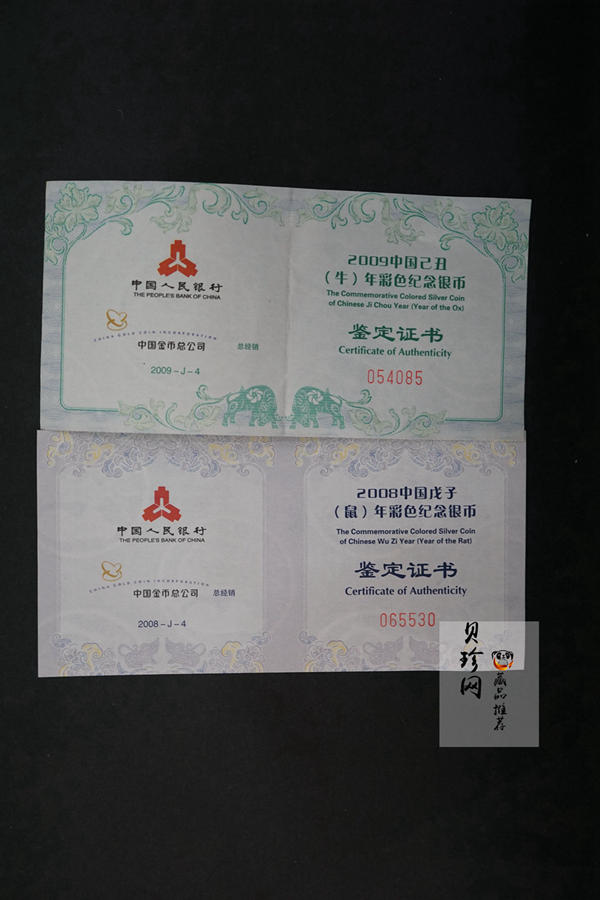 中国人民银行
THE PEOPLE'S BANK OF CHINA
CHINA GOLD COIN INCORPORATION
中国金币总公司 总经销
2009-J-4
2009中国己丑
（牛）年彩色纪念银币
The Commemorative Colored Silver Coin
of Chinese Ji Chou Year (Year of the Ox)
鉴定证书
Certificate of Authenticity
054085
中国人民银行
THE PEOPLE'S BANK OF CHINA
CHINA GOLD COIN INCORPORATION
中国金币总公司 总经销
2008-J-4
2008中国戊子
（鼠）年彩色纪念银币
The Commemorative Colored Silver Coin
of Chinese Wu Zi Year (Year of the Rat)
鉴定证书
Certificate of Authenticity
065530
贝珍网
藏品推荐